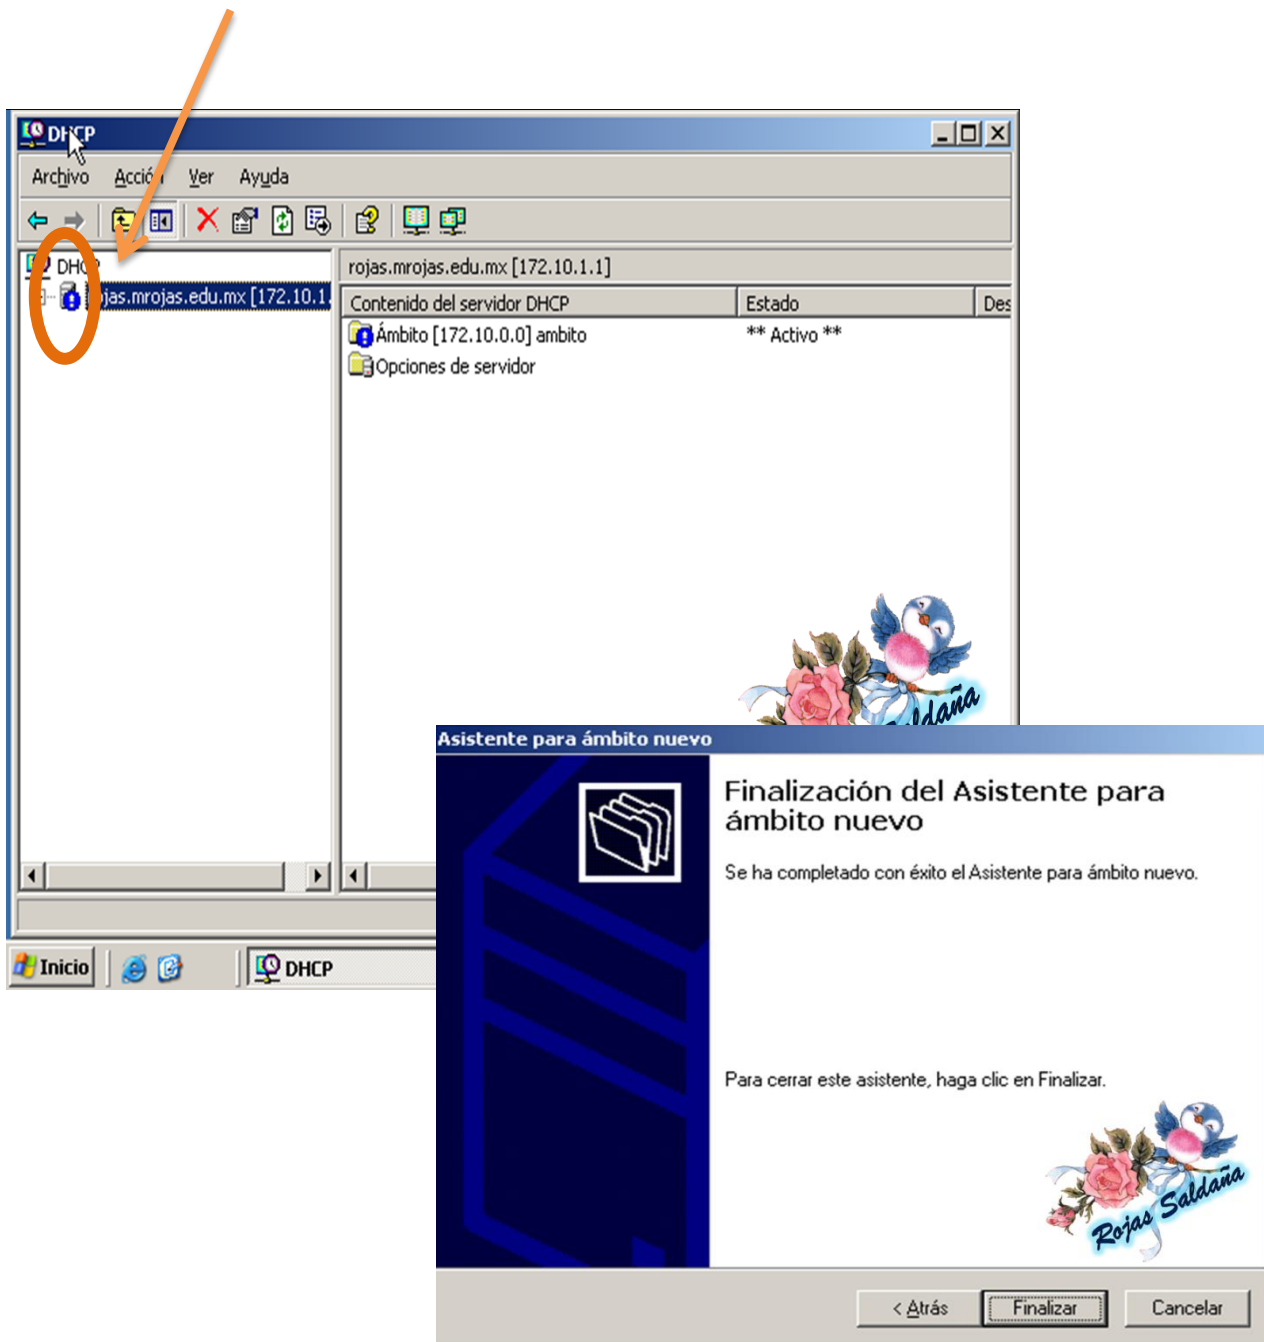 DHCP
Archivo Acción Ver Ayuda
DHCP
rojas.mrojas.edu.mx [172.10.1.
rojas.mrojas.edu.mx [172.10.1.1]
Contenido del servidor DHCP Estado Des
Ámbito [172.10.0.0] ambito ** Activo **
Opciones de servidor
Saldaña
Inicio DHCP
Asistente para ámbito nuevo
Finalización del Asistente para
ámbito nuevo
Se ha completado con éxito el Asistente para ámbito nuevo.
Para cerrar este asistente, haga clic en Finalizar.
Rojas Saldaña
< Atrás Finalizar Cancelar